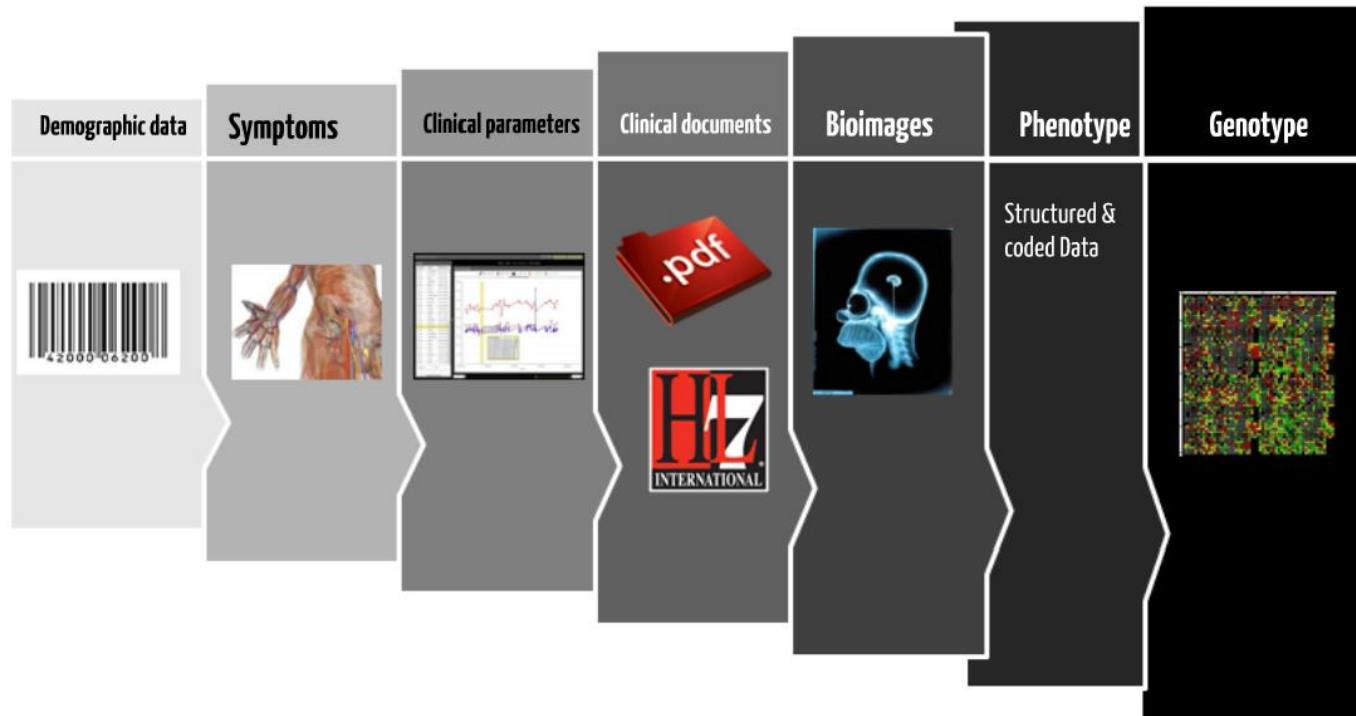 Demographic data
Symptoms
Clinical parameters
Clinical documents
Bioimages
Phenotype
Genotype
Structured &
coded Data
.pdf
42000 06200
HL7
INTERNATIONAL